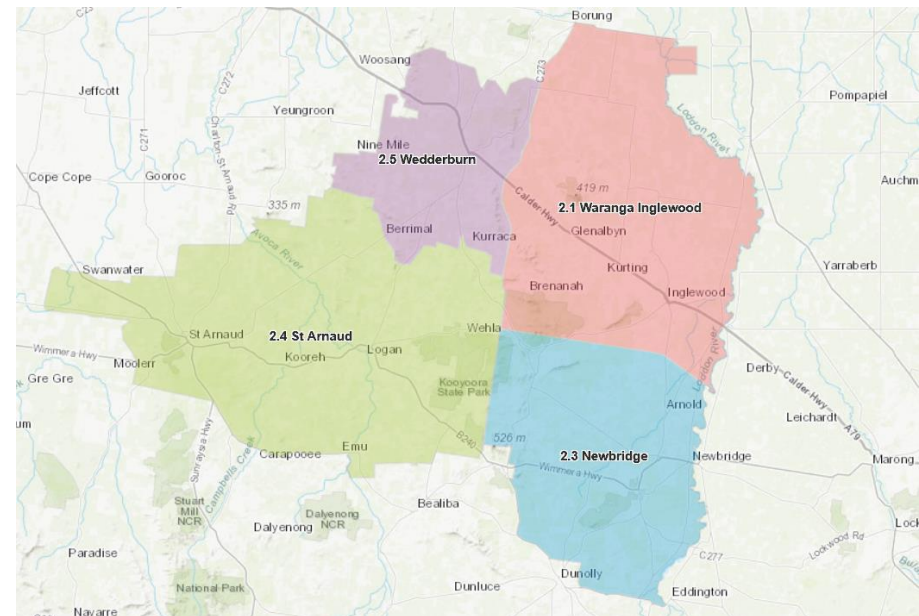 Borung
C272
Woosang
C273
Jeffcott
Pompapiel
Yeungroon
Loddon River
C271
Charlton St Arnaud Rd
Nine Mile
2.5 Wedderburn
Cope Cope
Gooroc
419 m
Calder Hwy
2.1 Waranga Inglewood
335 m
Berrimal
Kurraca
Glenalbyn
Avoca River
Swanwater
Kurting
Yarraberb
Brenanah
Inglewood
Wimmera Hwy
St Arnaud
2.4 St Arnaud
Wehla
Kooreh
Logan
Moolerr
Loddon River
Derby
Calder Hwy
Gre Gre
Kooyoora
State Park
Arnold
Leichardt
A79
Sunraysia Hwy
B240
526 m
Emu
Carapooee
2.3 Newbridge
Newbridge
Marong
Wimmera Hwy
Campbells Creek
Stuart
Mill
NCR
Bealiba
Dalyenong
Dalyenong
NCR
Lockwood Rd
C277
Paradise
Dunolly
National Park
Dunluce
Eddington
Navarre